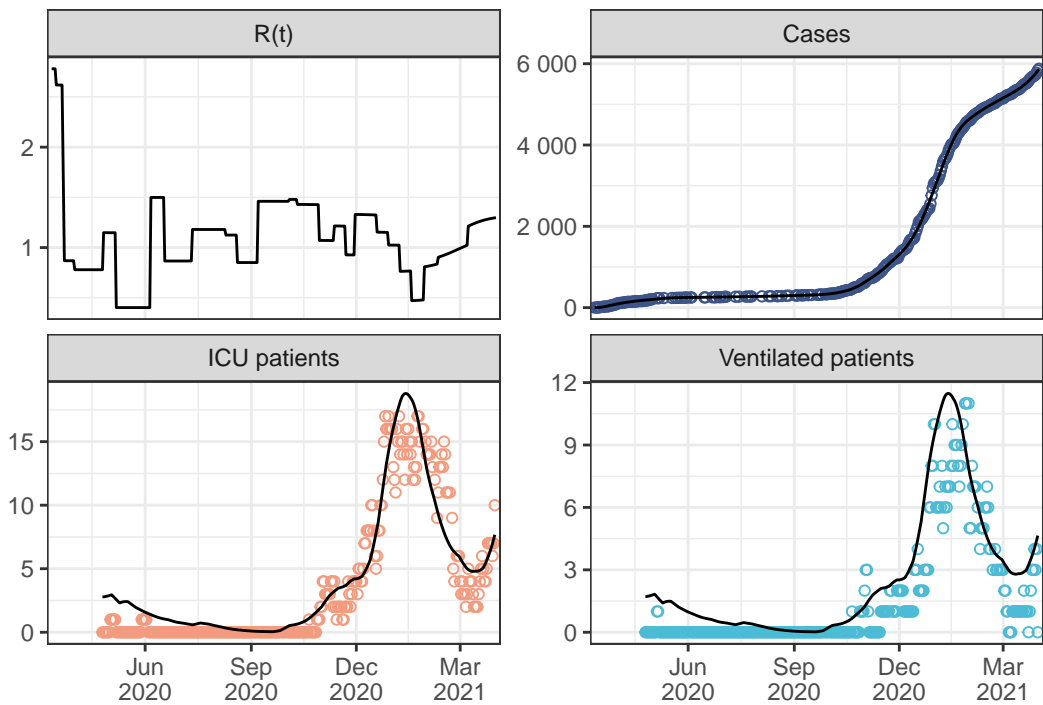 R(t)
Cases
2
1
6 000
4 000
2 000
0
ICU patients
Ventilated patients
15
10
5
0
12
9
6
3
0
Jun Sep Dec Mar
2020 2020 2020 2021
Jun Sep Dec Mar
2020 2020 2020 2021